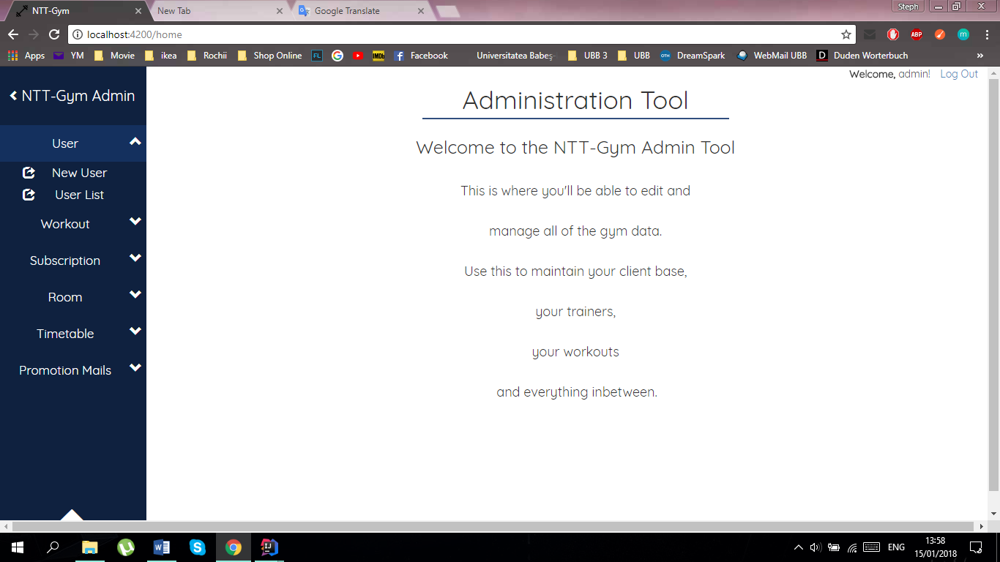 NTT-Gym
New Tab
Google Translate
Steph
localhost:4200/home
Apps YM Movie ikea Rochii Shop Online FL G IMDb Facebook Universitatea Babeș- UBB 3 UBB OTH DreamSpark WebMail UBB D Duden Worterbuch »
ABP
m
Welcome, admin! Log Out
NTT-Gym Admin
User
New User
User List
Workout
Subscription
Room
Timetable
Promotion Mails
Administration Tool
Welcome to the NTT-Gym Admin Tool
This is where you'll be able to edit and
manage all of the gym data.
Use this to maintain your client base,
your trainers,
your workouts
and everything inbetween.
ENG
13:58
15/01/2018